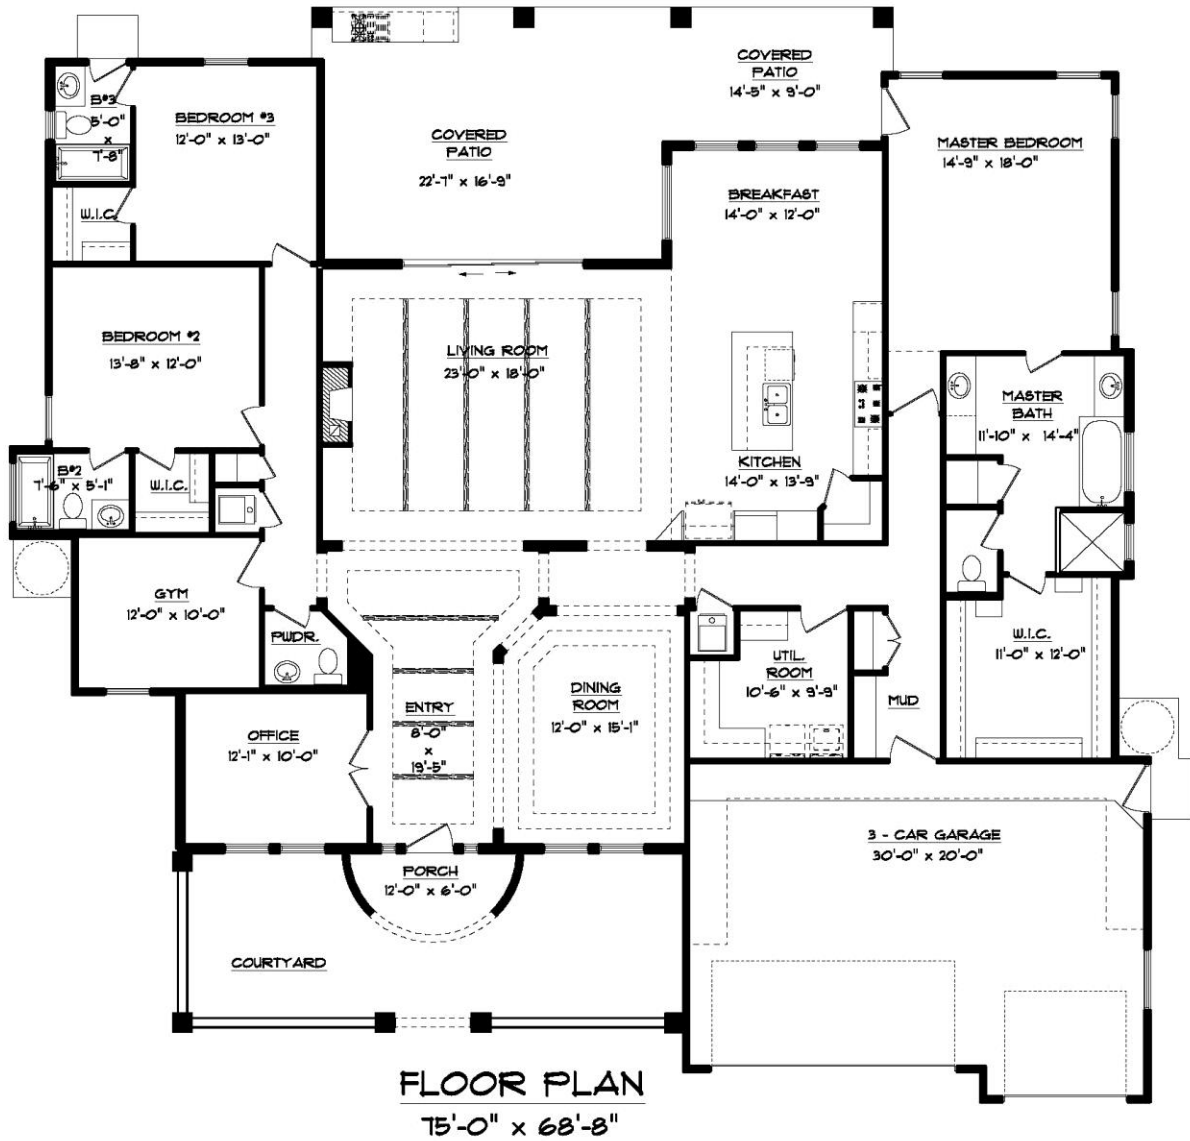 COVERED
PATIO
14'-5" x 9'-0"
B#3
5'-0"
x
7'-8"
BEDROOM #3
12'-0" x 13'-0"
COVERED
PATIO
22'-7" x 16'-9"
MASTER BEDROOM
14'-9" x 18'-0"
BREAKFAST
14'-0" x 12'-0"
W.I.C.
BEDROOM #2
13'-8" x 12'-0"
LIVING ROOM
23'-0" x 18'-0"
MASTER
BATH
11'-10" x 14'-4"
KITCHEN
14'-0" x 13'-9"
B#2
7'-6" x 5'-1"
W.I.C.
GYM
12'-0" x 10'-0"
PWDR.
W.I.C.
11'-0" x 12'-0"
UTIL.
ROOM
10'-6" x 9'-9"
MUD
DINING
ROOM
12'-0" x 15'-1"
ENTRY
8'-0"
x
19'-5"
OFFICE
12'-1" x 10'-0"
3 - CAR GARAGE
30'-0" x 20'-0"
PORCH
12'-0" x 6'-0"
COURTYARD
FLOOR PLAN
75'-0" x 68'-8"